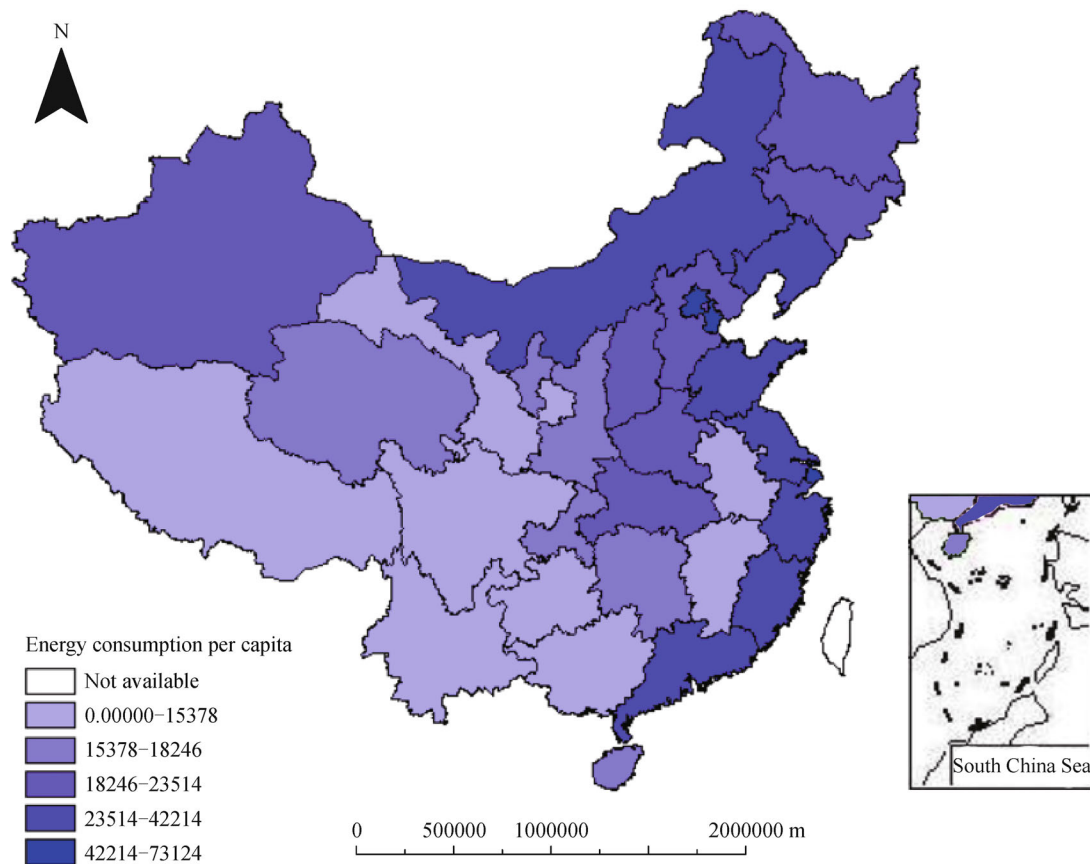 N
Energy consumption per capita
Not available
0.00000−15378
15378−18246
18246−23514
23514−42214
42214−73124
0 500000 1000000 2000000 m
South China Sea